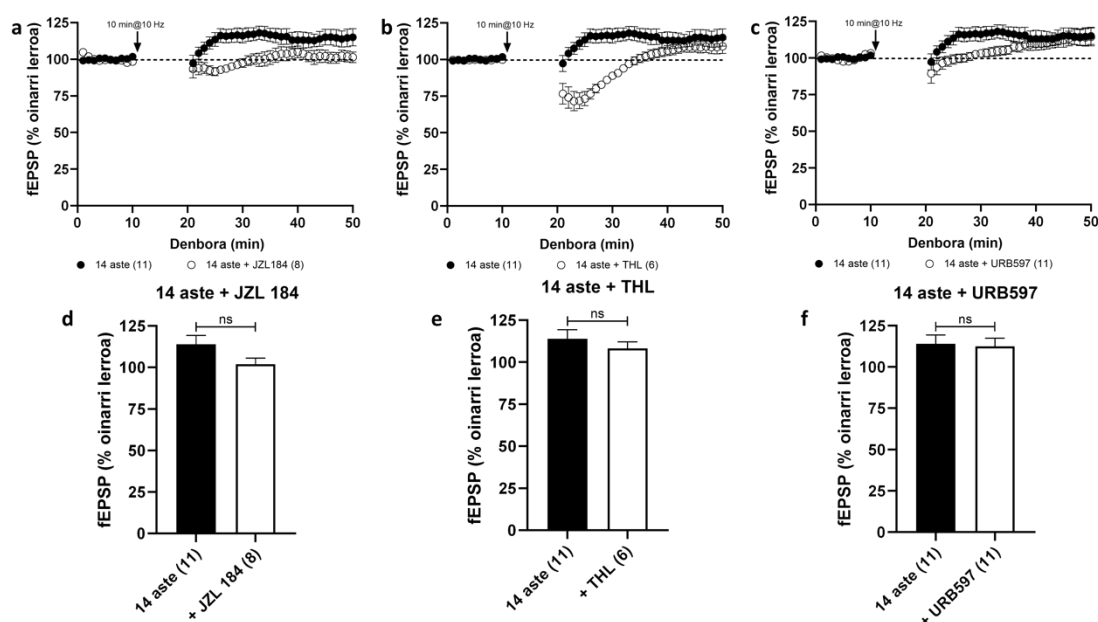 a
10 min@10 Hz
fEPSP (% oinarri lerroa)
125
100
75
50
25
0
0
10
20
30
40
50
Denbora (min)
14 aste (11)
14 aste + JZL184 (8)
b
10 min@10 Hz
fEPSP (% oinarri lerroa)
125
100
75
50
25
0
0
10
20
30
40
50
Denbora (min)
14 aste (11)
14 aste + THL (6)
c
10 min@10 Hz
fEPSP (% oinarri lerroa)
125
100
75
50
25
0
0
10
20
30
40
50
Denbora (min)
14 aste (11)
14 aste + URB597 (11)
d
14 aste + JZL 184
ns
fEPSP (% oinarri lerroa)
125
100
75
50
25
0
14 aste (11)
+ JZL 184 (8)
e
14 aste + THL
ns
fEPSP (% oinarri lerroa)
125
100
75
50
25
0
14 aste (11)
+ THL (6)
f
14 aste + URB597
ns
fEPSP (% oinarri lerroa)
125
100
75
50
25
0
14 aste (11)
+ URB597 (11)